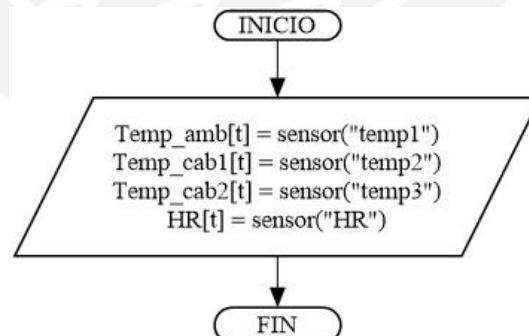 INICIO
Temp_amb[t] = sensor("temp1")
Temp_cab1[t] = sensor("temp2")
Temp_cab2[t] = sensor("temp3")
HR[t] = sensor("HR")
FIN